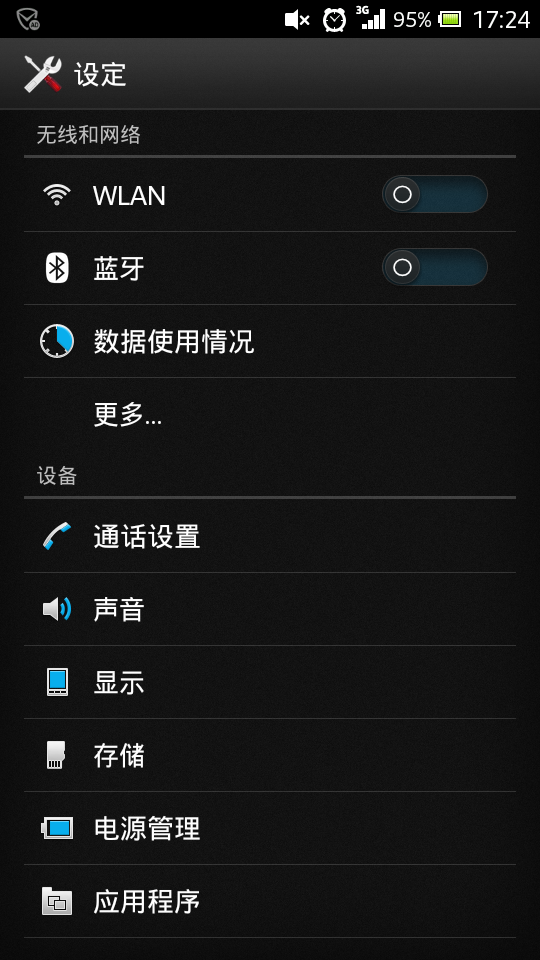 3G 95% 17:24
设定
无线和网络
WLAN
蓝牙
数据使用情况
更多...
设备
通话设置
声音
显示
存储
电源管理
应用程序